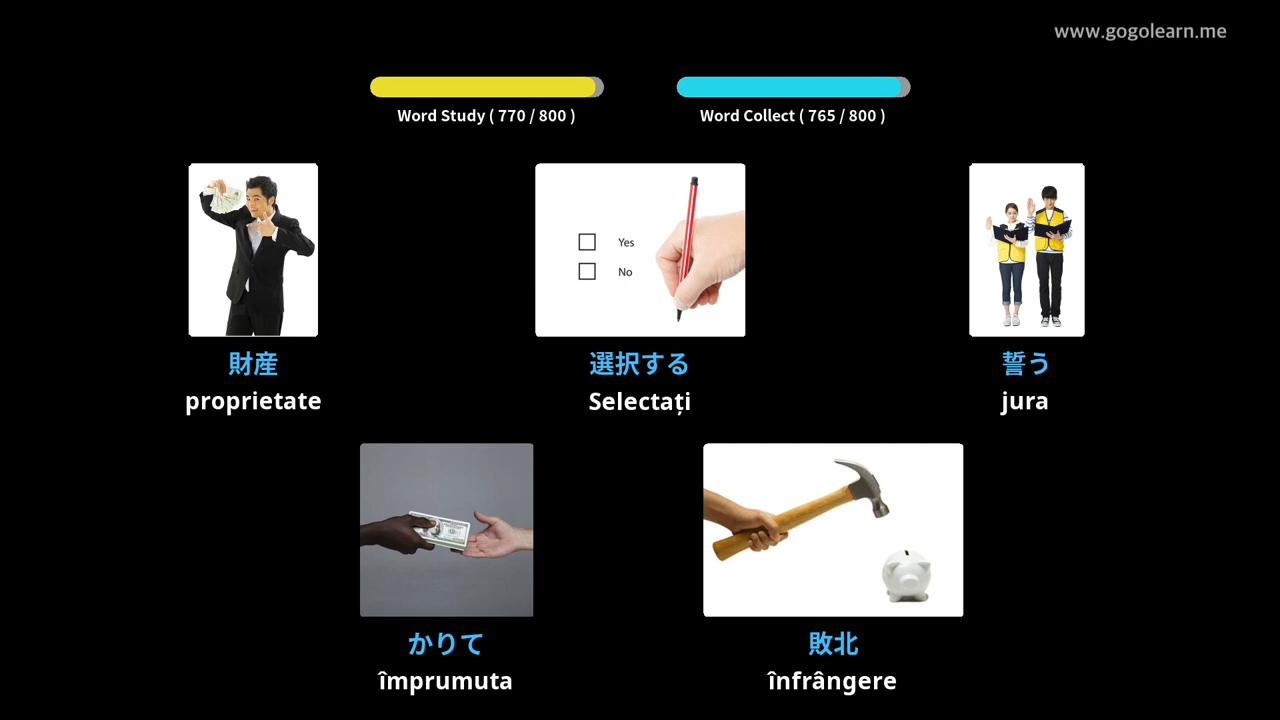 www.gogolearn.me
Word Study ( 770 / 800 )
Word Collect ( 765 / 800 )
Yes
No
財産
proprietate
選択する
Selectați
誓う
jura
かりて
împrumuta
敗北
înfrângere